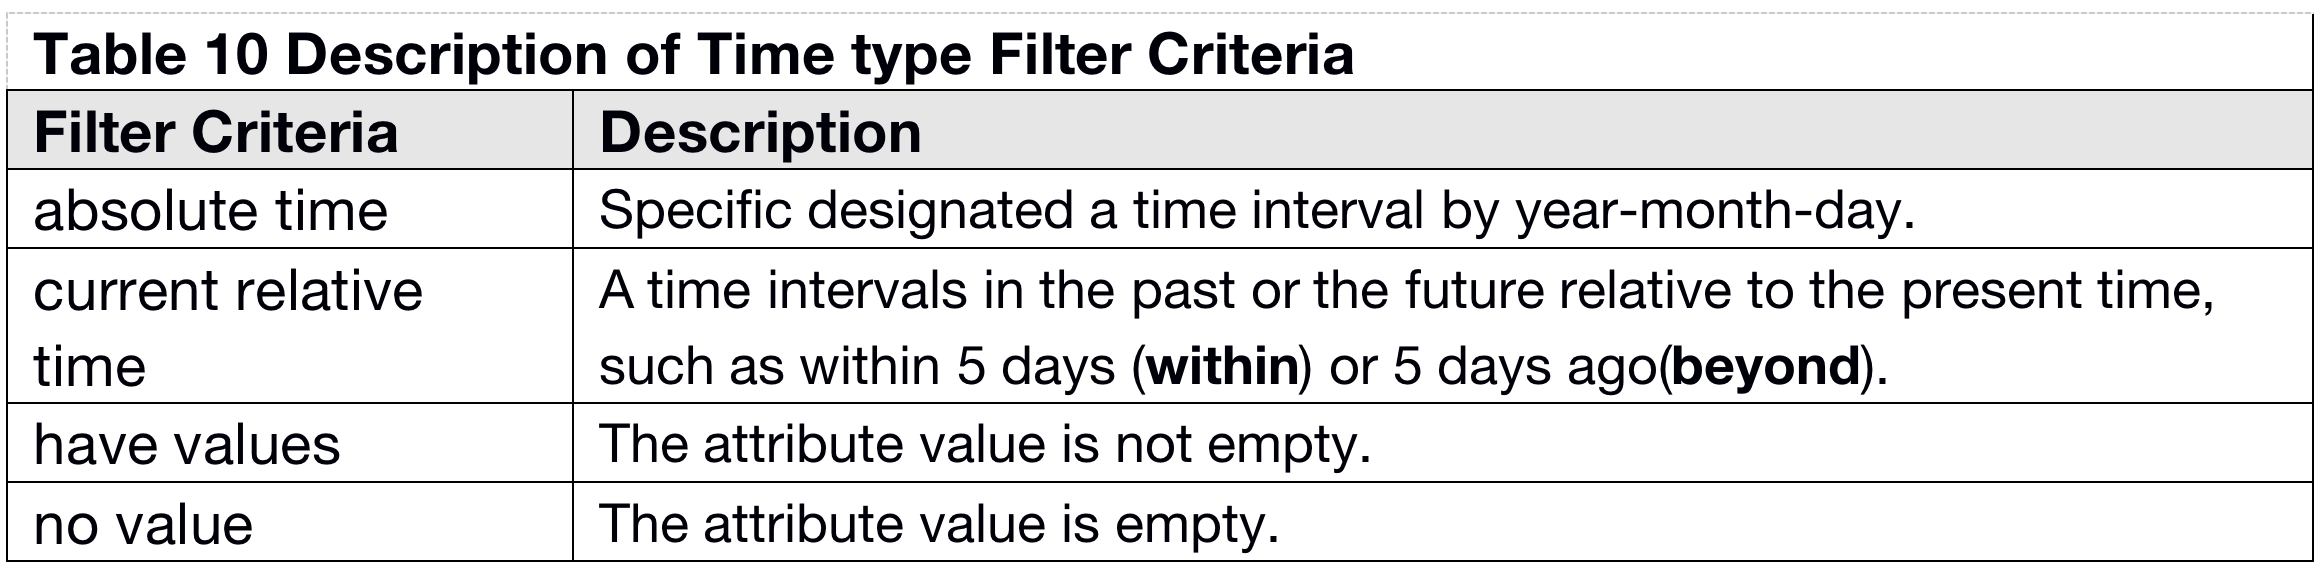 Table 10 Description of Time type Filter Criteria
Filter Criteria Description
absolute time Specific designated a time interval by year-month-day.
current relative A time intervals in the past or the future relative to the present time,
time such as within 5 days (within) or 5 days ago(beyond).
have values The attribute value is not empty.
no value The attribute value is empty.